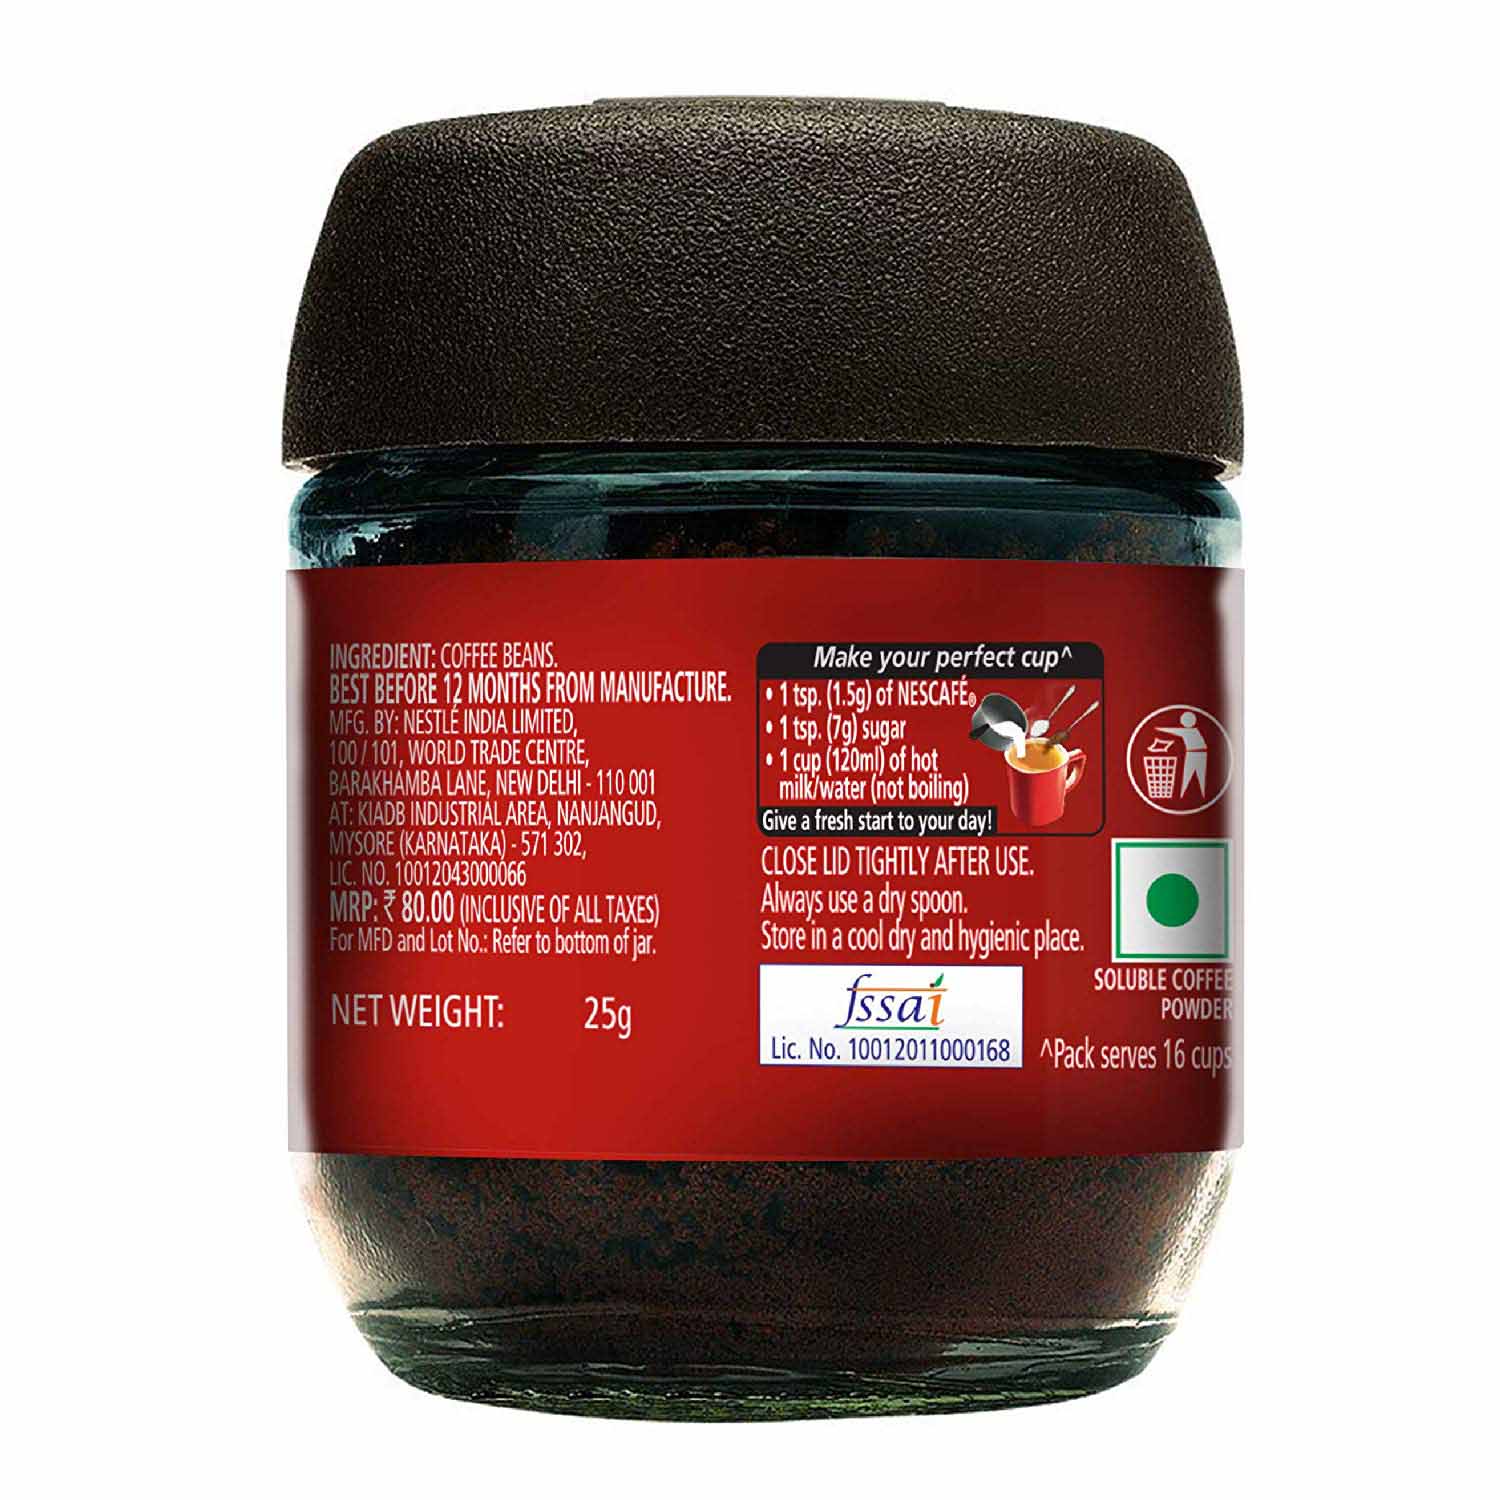 INGREDIENT: COFFEE BEANS.
BEST BEFORE 12 MONTHS FROM MANUFACTURE.
MFG. BY: NESTLÉ INDIA LIMITED,
100 / 101, WORLD TRADE CENTRE,
BARAKHAMBA LANE, NEW DELHI - 110 001
AT: KIADB INDUSTRIAL AREA, NANJANGUD,
MYSORE (KARNATAKA) - 571 302,
LIC. NO. 10012043000066
MRP: ₹ 80.00 (INCLUSIVE OF ALL TAXES)
For MFD and Lot No.: Refer to bottom of jar.
NET WEIGHT: 25g
Make your perfect cup^
• 1 tsp. (1.5g) of NESCAFÉ®
• 1 tsp. (7g) sugar
• 1 cup (120ml) of hot
milk/water (not boiling)
Give a fresh start to your day!
CLOSE LID TIGHTLY AFTER USE.
Always use a dry spoon.
Store in a cool dry and hygienic place.
fssai
Lic. No. 10012011000168
SOLUBLE COFFEE
POWDER
^Pack serves 16 cups